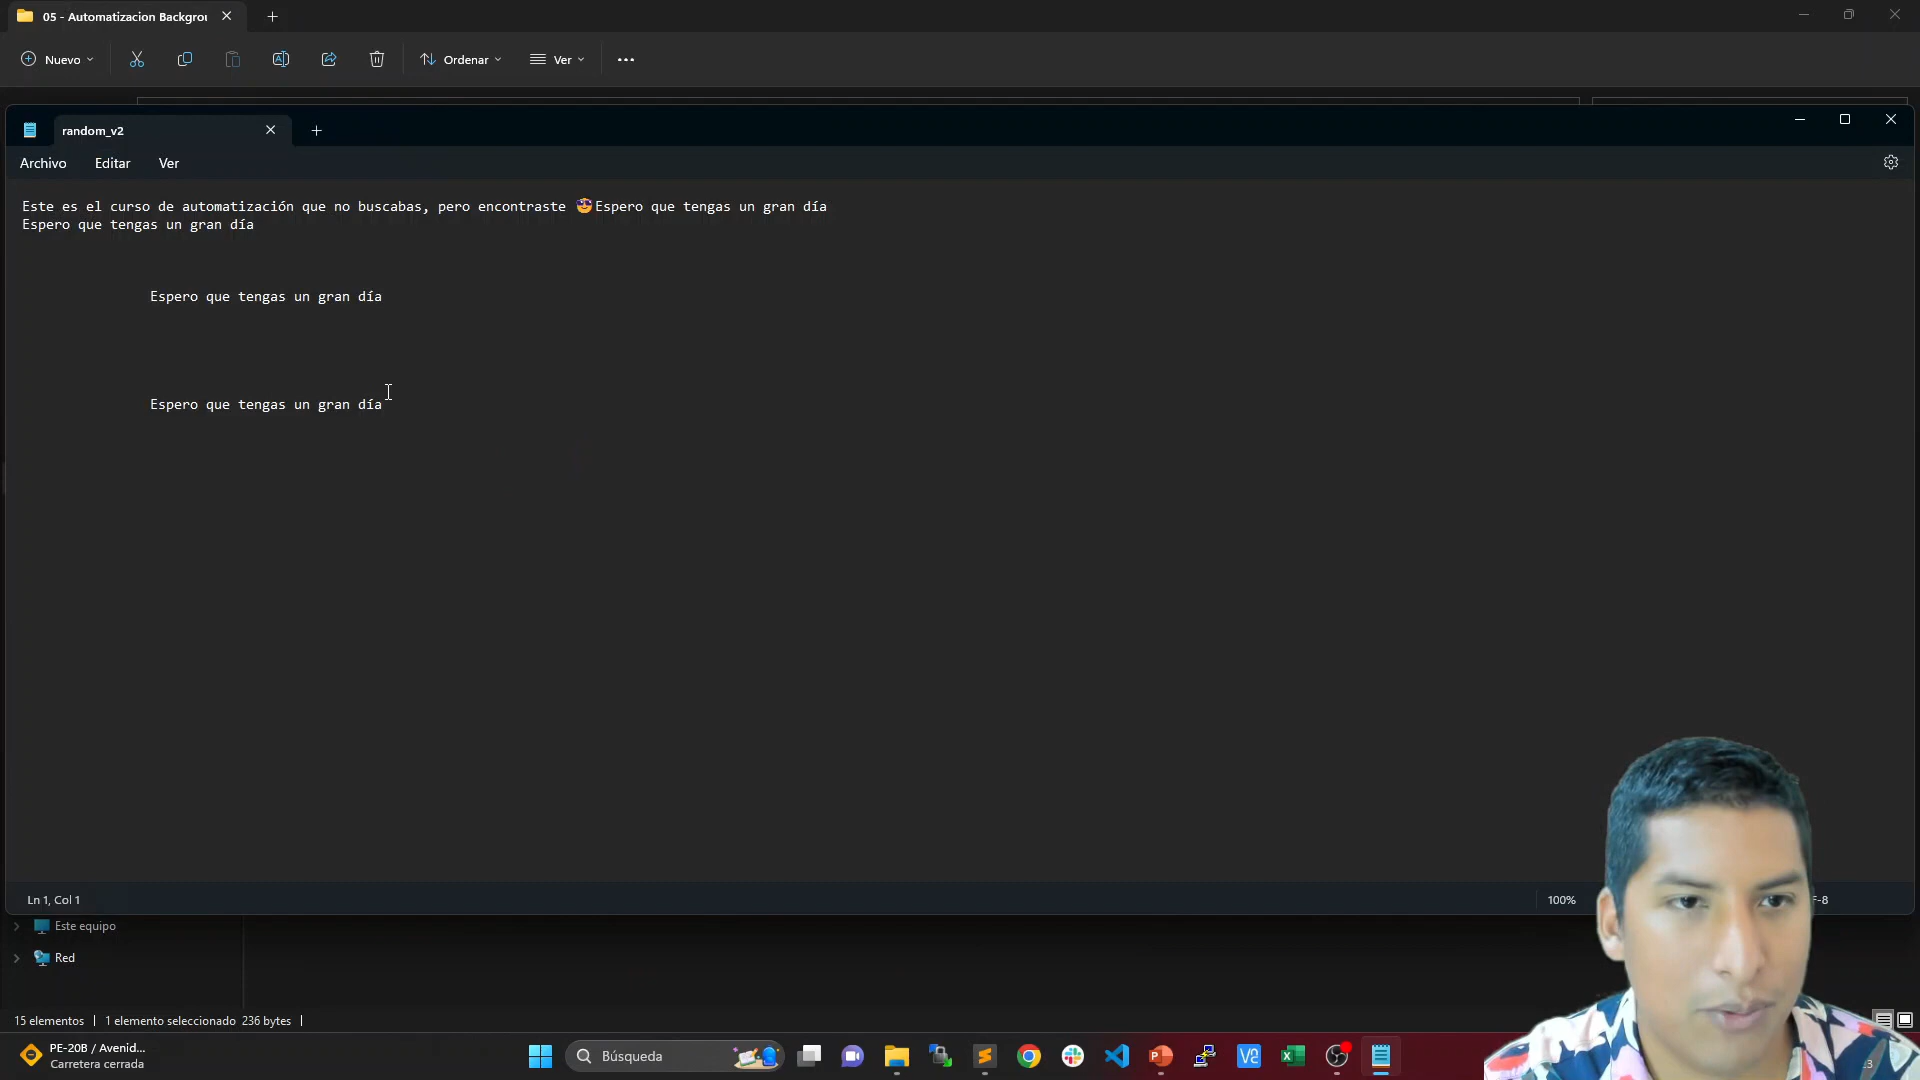 05 - Automatizacion Backgrou
Nuevo
Ordenar
Ver
random_v2
Archivo Editar Ver
Este es el curso de automatización que no buscabas, pero encontraste 😎Espero que tengas un gran día
Espero que tengas un gran día
Espero que tengas un gran día
Espero que tengas un gran día
Ln 1, Col 1
100%
F-8
Este equipo
Red
15 elementos | 1 elemento seleccionado 236 bytes |
PE-20B / Avenid...
Carretera cerrada
Búsqueda